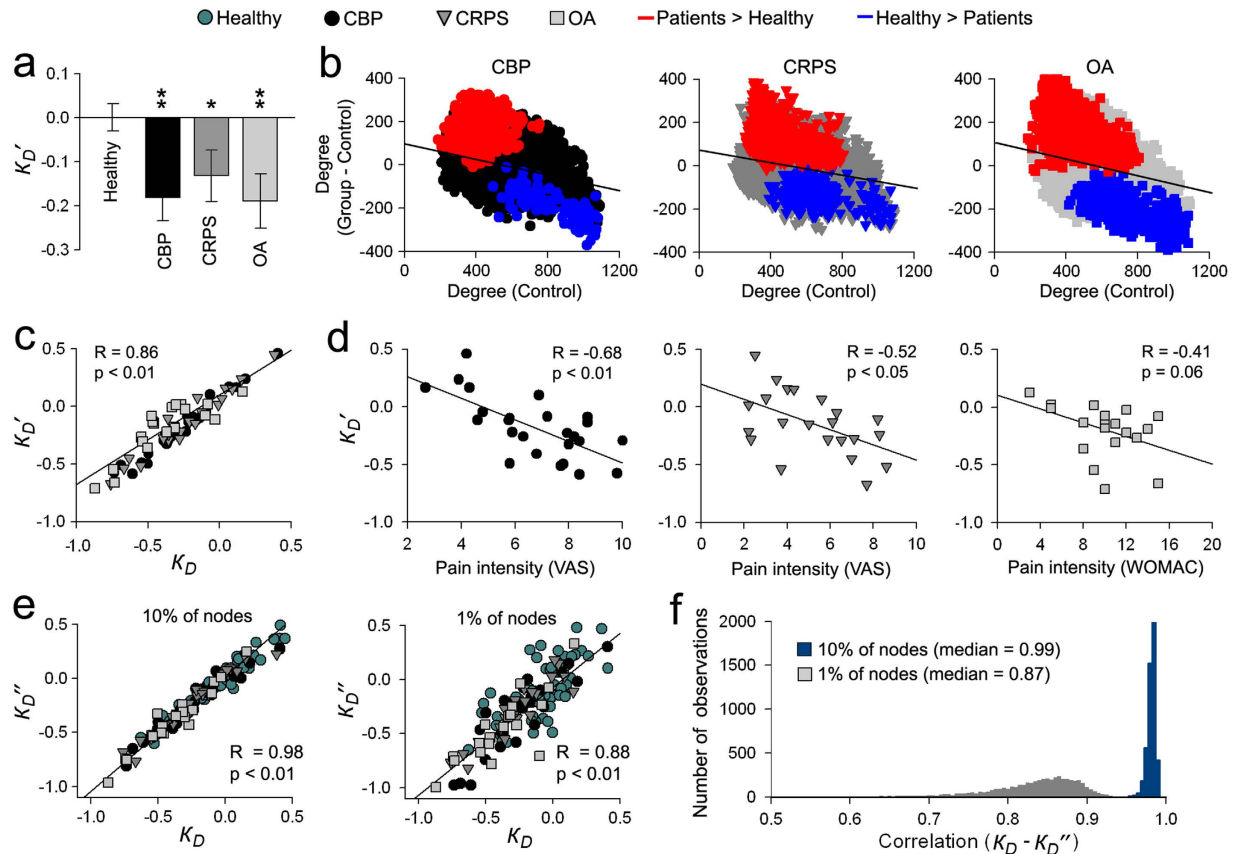 Healthy CBP CRPS OA Patients > Healthy Healthy > Patients
a
0.1
0.0
-0.1
-0.2
-0.3
K_D′
Healthy
**
*
**
CBP
CRPS
OA
b
CBP
CRPS
OA
Degree
(Group - Control)
400
200
0
-200
-400
0 400 800 1200
Degree (Control)
400
200
0
-200
-400
0 400 800 1200
Degree (Control)
400
200
0
-200
-400
0 400 800 1200
Degree (Control)
c
R = 0.86
p < 0.01
K_D′
0.5
0.0
-0.5
-1.0
-1.0 -0.5 0.0 0.5
K_D
d
R = -0.68
p < 0.01
K_D′
0.5
0.0
-0.5
-1.0
2 4 6 8 10
Pain intensity (VAS)
R = -0.52
p < 0.05
0.5
0.0
-0.5
-1.0
0 2 4 6 8 10
Pain intensity (VAS)
R = -0.41
p = 0.06
0.5
0.0
-0.5
-1.0
0 4 8 12 16 20
Pain intensity (WOMAC)
e
10% of nodes
K_D″
0.5
0.0
-0.5
-1.0
R = 0.98
p < 0.01
-1.0 -0.5 0.0 0.5
K_D
1% of nodes
K_D″
0.5
0.0
-0.5
-1.0
R = 0.88
p < 0.01
-1.0 -0.5 0.0 0.5
K_D
f
Number of observations
2000
1500
1000
500
0
10% of nodes (median = 0.99)
1% of nodes (median = 0.87)
0.5 0.6 0.7 0.8 0.9 1.0
Correlation (K_D - K_D″)